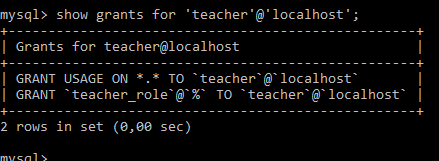 mysql> show grants for 'teacher'@'localhost';
+---------------------------------------------------+
| Grants for teacher@localhost                      |
+---------------------------------------------------+
| GRANT USAGE ON *.* TO `teacher`@`localhost`       |
| GRANT `teacher_role`@`%` TO `teacher`@`localhost` |
+---------------------------------------------------+
2 rows in set (0,00 sec)
mysql>